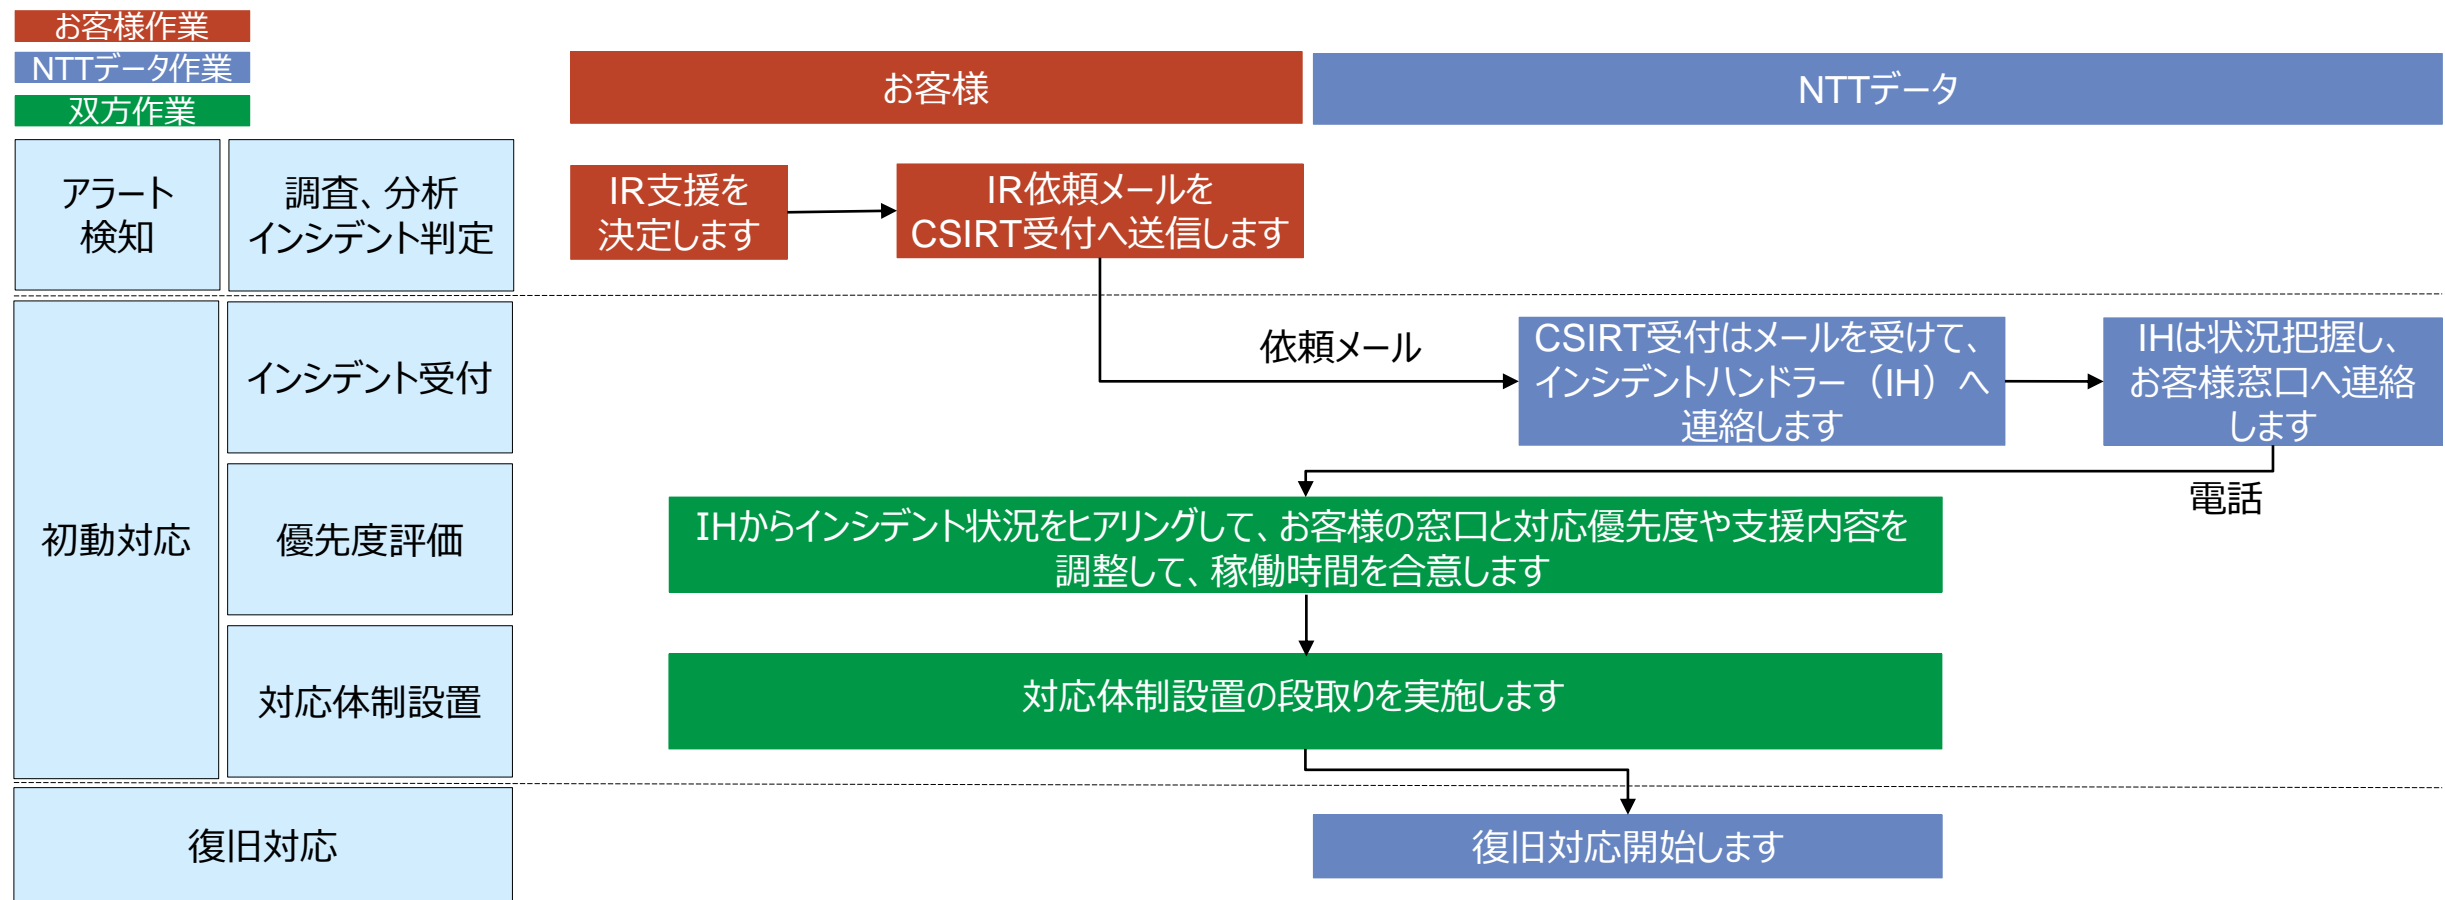 お客様作業
NTTデータ作業
双方作業
お客様
NTTデータ
アラート
検知
調査、分析
インシデント判定
IR支援を
決定します
IR依頼メールを
CSIRT受付へ送信します
初動対応
インシデント受付
依頼メール
CSIRT受付はメールを受けて、
インシデントハンドラー（IH）へ
連絡します
IHは状況把握し、
お客様窓口へ連絡
します
電話
優先度評価
IHからインシデント状況をヒアリングして、お客様の窓口と対応優先度や支援内容を
調整して、稼働時間を合意します
対応体制設置
対応体制設置の段取りを実施します
復旧対応
復旧対応開始します